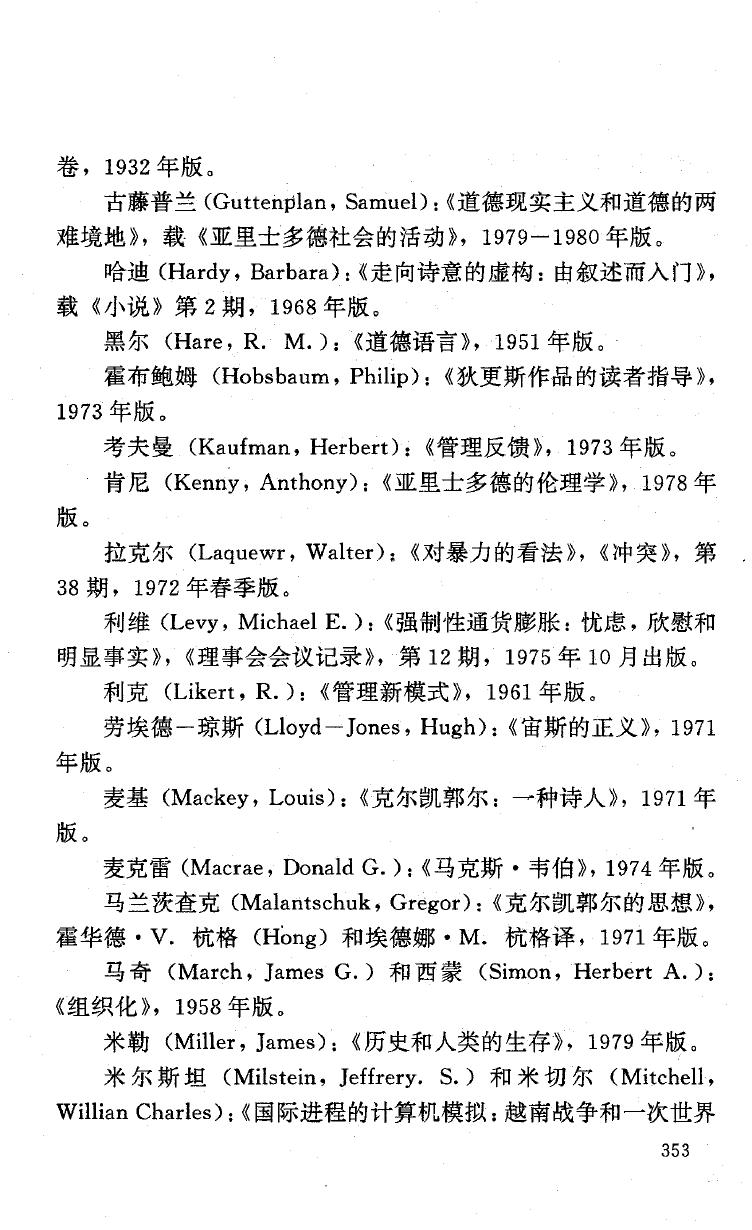 卷，1932年版。
古藤普兰（Guttenplan，Samuel）：《道德现实主义和道德的两
难境地》，载《亚里士多德社会的活动》，1979－1980年版。
哈迪（Hardy，Barbara）：《走向诗意的虚构：由叙述而入门》，
载《小说》第2期，1968年版。
黑尔（Hare，R. M.）：《道德语言》，1951年版。
霍布鲍姆（Hobsbaum，Philip）：《狄更斯作品的读者指导》，
1973年版。
考夫曼（Kaufman，Herbert）：《管理反馈》，1973年版。
肯尼（Kenny，Anthony）：《亚里士多德的伦理学》，1978年
版。
拉克尔（Laquewr，Walter）：《对暴力的看法》，《冲突》，第
38期，1972年春季版。
利维（Levy，Michael E.）：《强制性通货膨胀：忧虑，欣慰和
明显事实》，《理事会会议记录》，第12期，1975年10月出版。
利克（Likert，R.）：《管理新模式》，1961年版。
劳埃德－琼斯（Lloyd－Jones，Hugh）：《宙斯的正义》，1971
年版。
麦基（Mackey，Louis）：《克尔凯郭尔：一种诗人》，1971年
版。
麦克雷（Macrae，Donald G.）：《马克斯·韦伯》，1974年版。
马兰茨查克（Malantschuk，Gregor）：《克尔凯郭尔的思想》，
霍华德·V. 杭格（Hong）和埃德娜·M. 杭格译，1971年版。
马奇（March，James G.）和西蒙（Simon，Herbert A.）：
《组织化》，1958年版。
米勒（Miller，James）：《历史和人类的生存》，1979年版。
米尔斯坦（Milstein，Jeffrery. S.）和米切尔（Mitchell，
Willian Charles）：《国际进程的计算机模拟：越南战争和一次世界
353